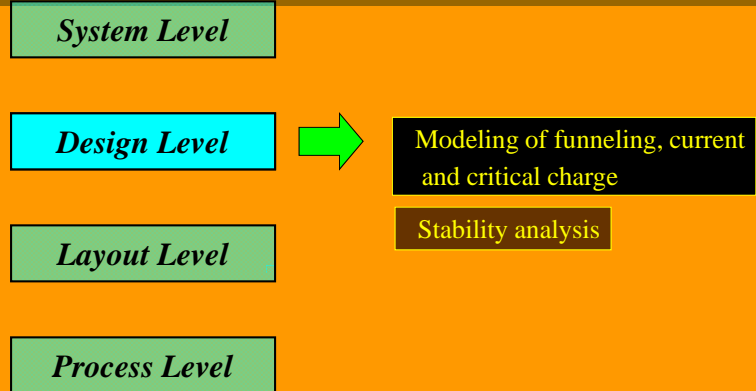 System Level
Design Level
Modeling of funneling, current
and critical charge
Stability analysis
Layout Level
Process Level